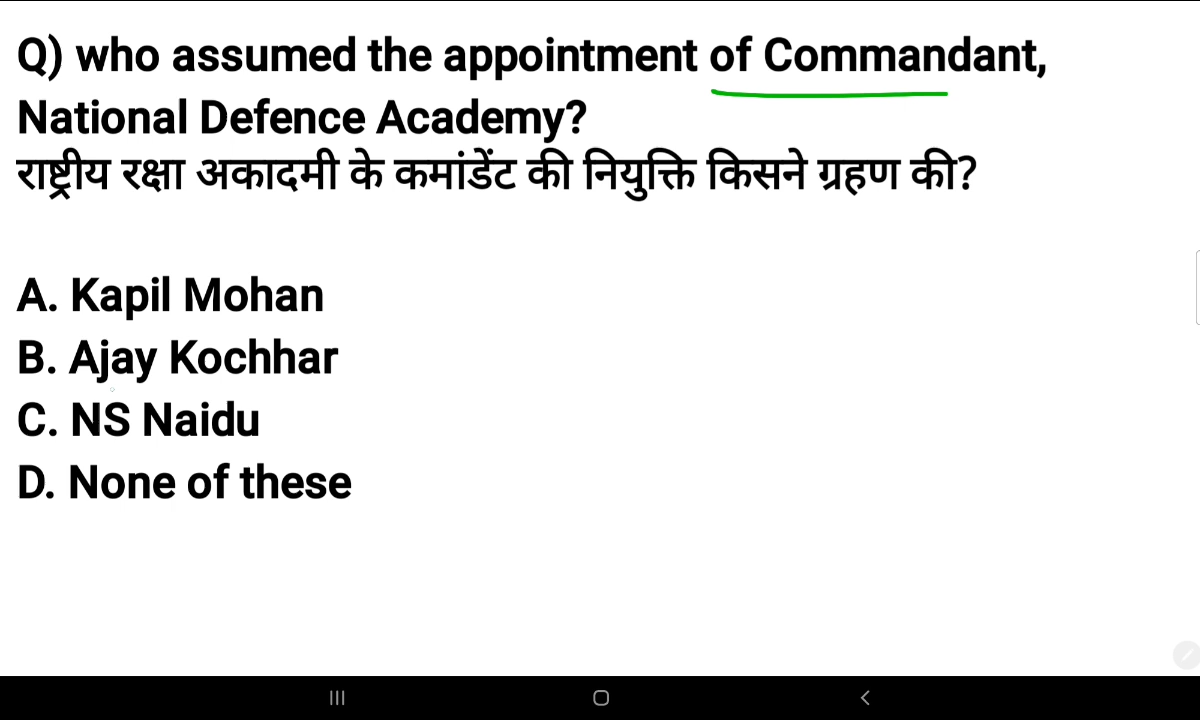 Q) who assumed the appointment of Commandant,
National Defence Academy?
राष्ट्रीय रक्षा अकादमी के कमांडेंट की नियुक्ति किसने ग्रहण की?
A. Kapil Mohan
B. Ajay Kochhar
C. NS Naidu
D. None of these